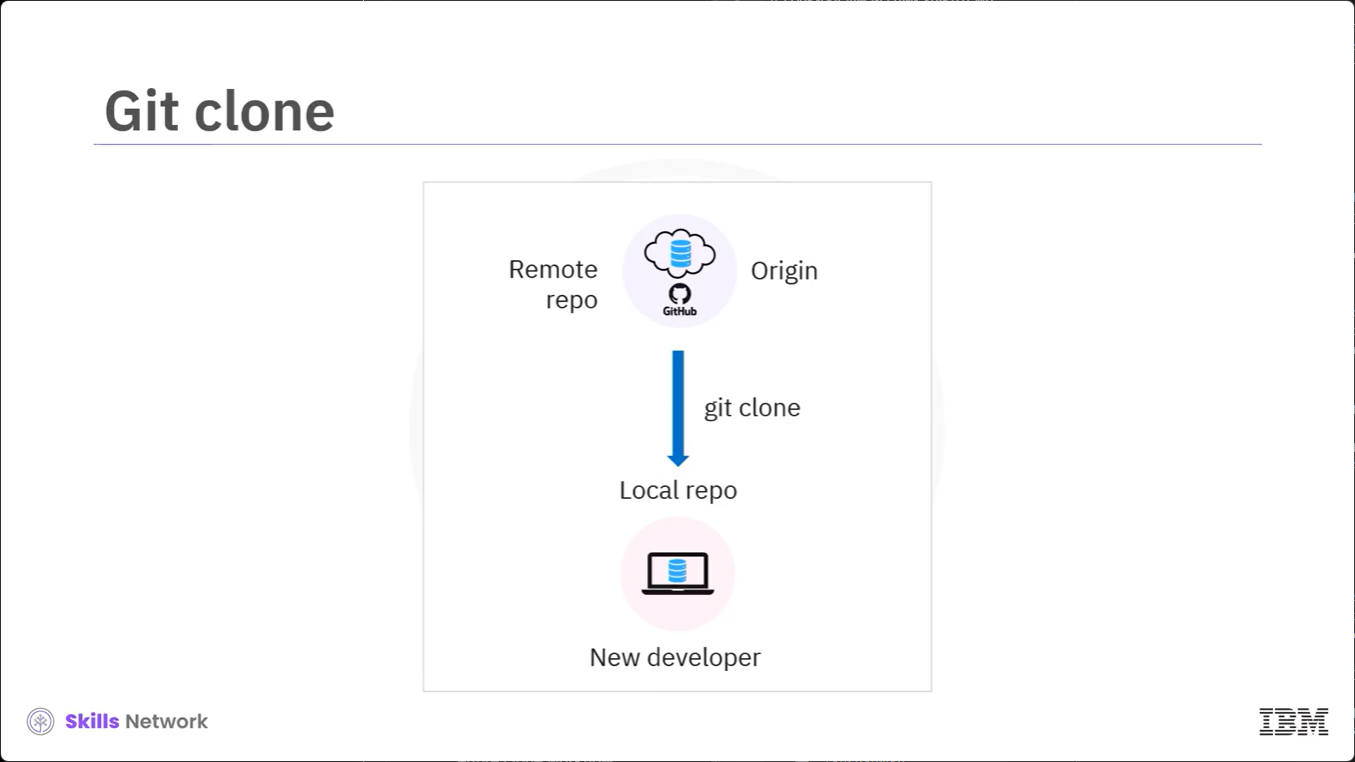 Git clone
Remote
repo
Origin
GitHub
git clone
Local repo
New developer
Skills Network
IBM